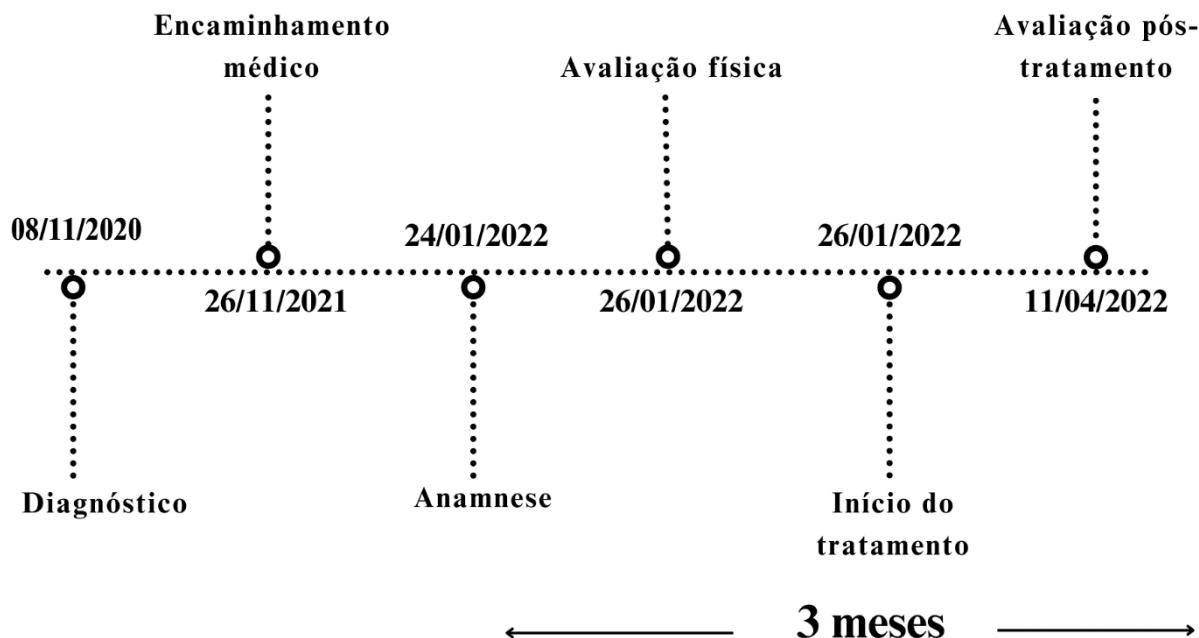 Encaminhamento
médico
Avaliação física
Avaliação pós-
tratamento
08/11/2020
24/01/2022
26/01/2022
26/11/2021
26/01/2022
11/04/2022
Diagnóstico
Anamnese
Início do
tratamento
3 meses